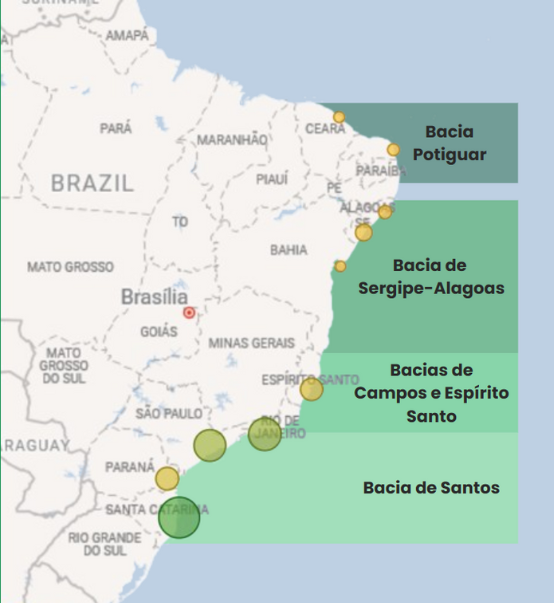 AMAPÁ
PARÁ
MARANHÃO
CEARÁ
Bacia
Potiguar
BRAZIL
PIAUÍ
PARAÍB
PE
ALAGOAS
SE
TO
BAHIA
MATO GROSSO
Bacia de
Sergipe-Alagoas
Brasília
GOIÁS
MINAS GERAIS
MATO
GROSSO
DO SUL
ESPÍRITO SANTO
Bacias de
Campos e Espírito
Santo
SÃO PAULO
RIO DE
JANEIRO
ARAGUAY
PARANÁ
Bacia de Santos
SANTA CATARINA
RIO GRANDE
DO SUL